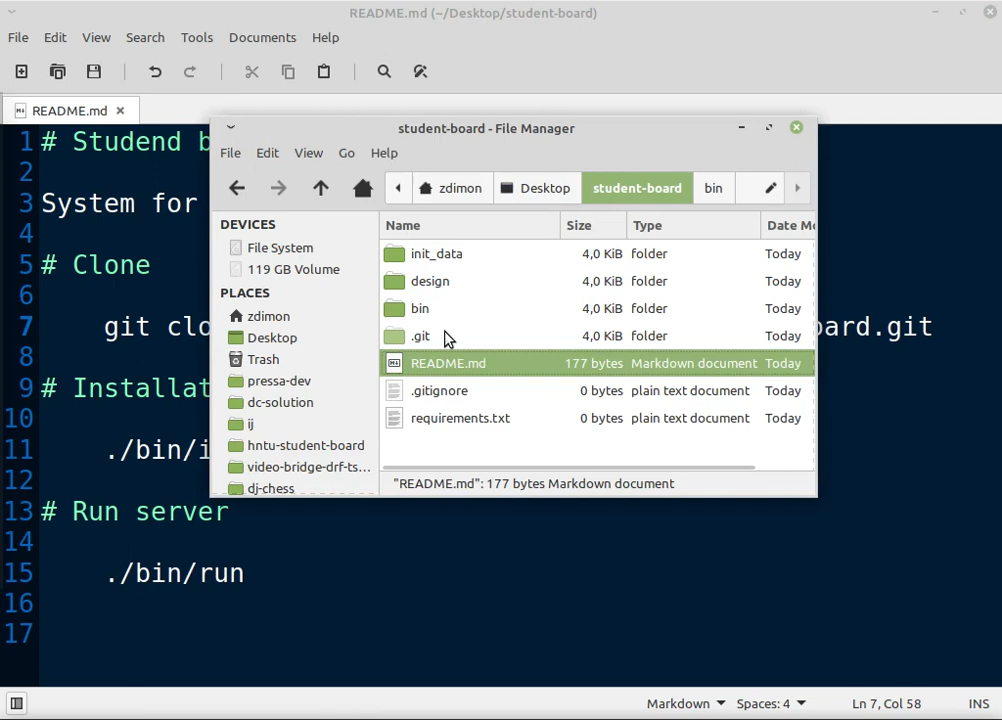 README.md (~/Desktop/student-board)
File Edit View Search Tools Documents Help
README.md
1 # Studend b
2
3 System for
4
5 # Clone
6
7 git clo
ard.git
8
9 # Installat
10
11 ./bin/i
12
13 # Run server
14
15 ./bin/run
16
17
student-board - File Manager
File Edit View Go Help
zdimon Desktop student-board bin
DEVICES
File System
119 GB Volume
PLACES
zdimon
Desktop
Trash
pressa-dev
dc-solution
ij
hntu-student-board
video-bridge-drf-ts...
dj-chess
Name Size Type Date Mo
init_data 4,0 KiB folder Today
design 4,0 KiB folder Today
bin 4,0 KiB folder Today
.git 4,0 KiB folder Today
README.md 177 bytes Markdown document Today
.gitignore 0 bytes plain text document Today
requirements.txt 0 bytes plain text document Today
"README.md": 177 bytes Markdown document
Markdown Spaces: 4 Ln 7, Col 58 INS